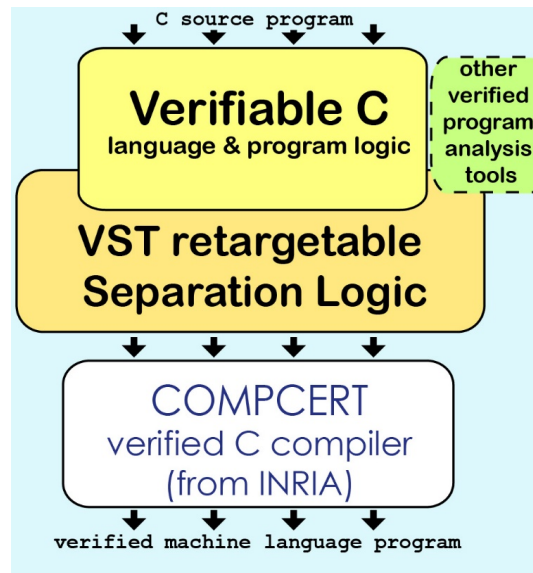 C source program
Verifiable C
language & program logic
other
verified
program
analysis
tools
VST retargetable
Separation Logic
COMPCERT
verified C compiler
(from INRIA)
verified machine language program